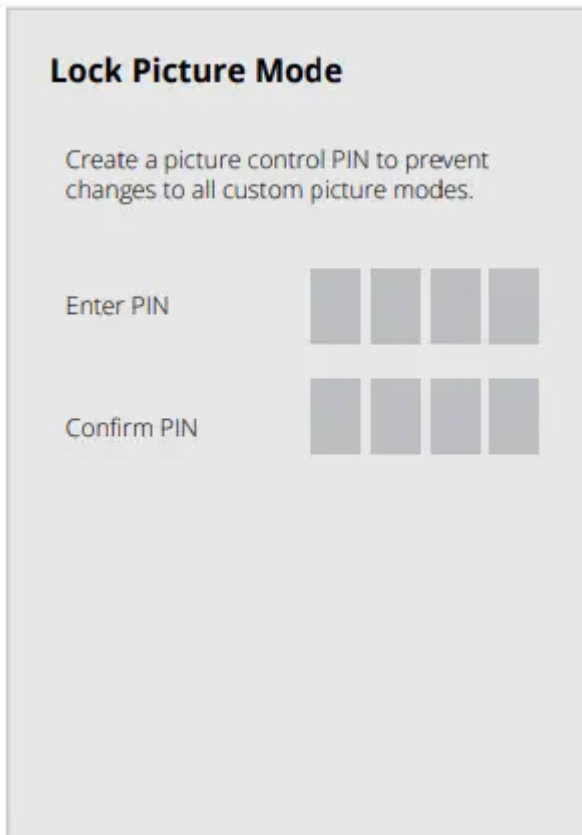 Lock Picture Mode
Create a picture control PIN to prevent
changes to all custom picture modes.
Enter PIN
Confirm PIN